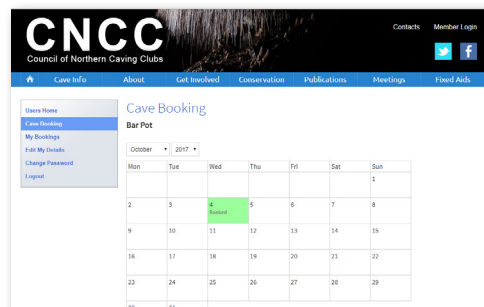 CNCC
Council of Northern Caving Clubs
Contacts Member Login
Cave Info About Get Involved Conservation Publications Meetings Fixed Aids
Users Home
Cave Booking
My Bookings
Edit My Details
Change Password
Logout
Cave Booking
Bar Pot
October 2017
Mon Tue Wed Thu Fri Sat Sun
1
2 3 4 5 6 7 8
Booked
9 10 11 12 13 14 15
16 17 18 19 20 21 22
23 24 25 26 27 28 29
30 31